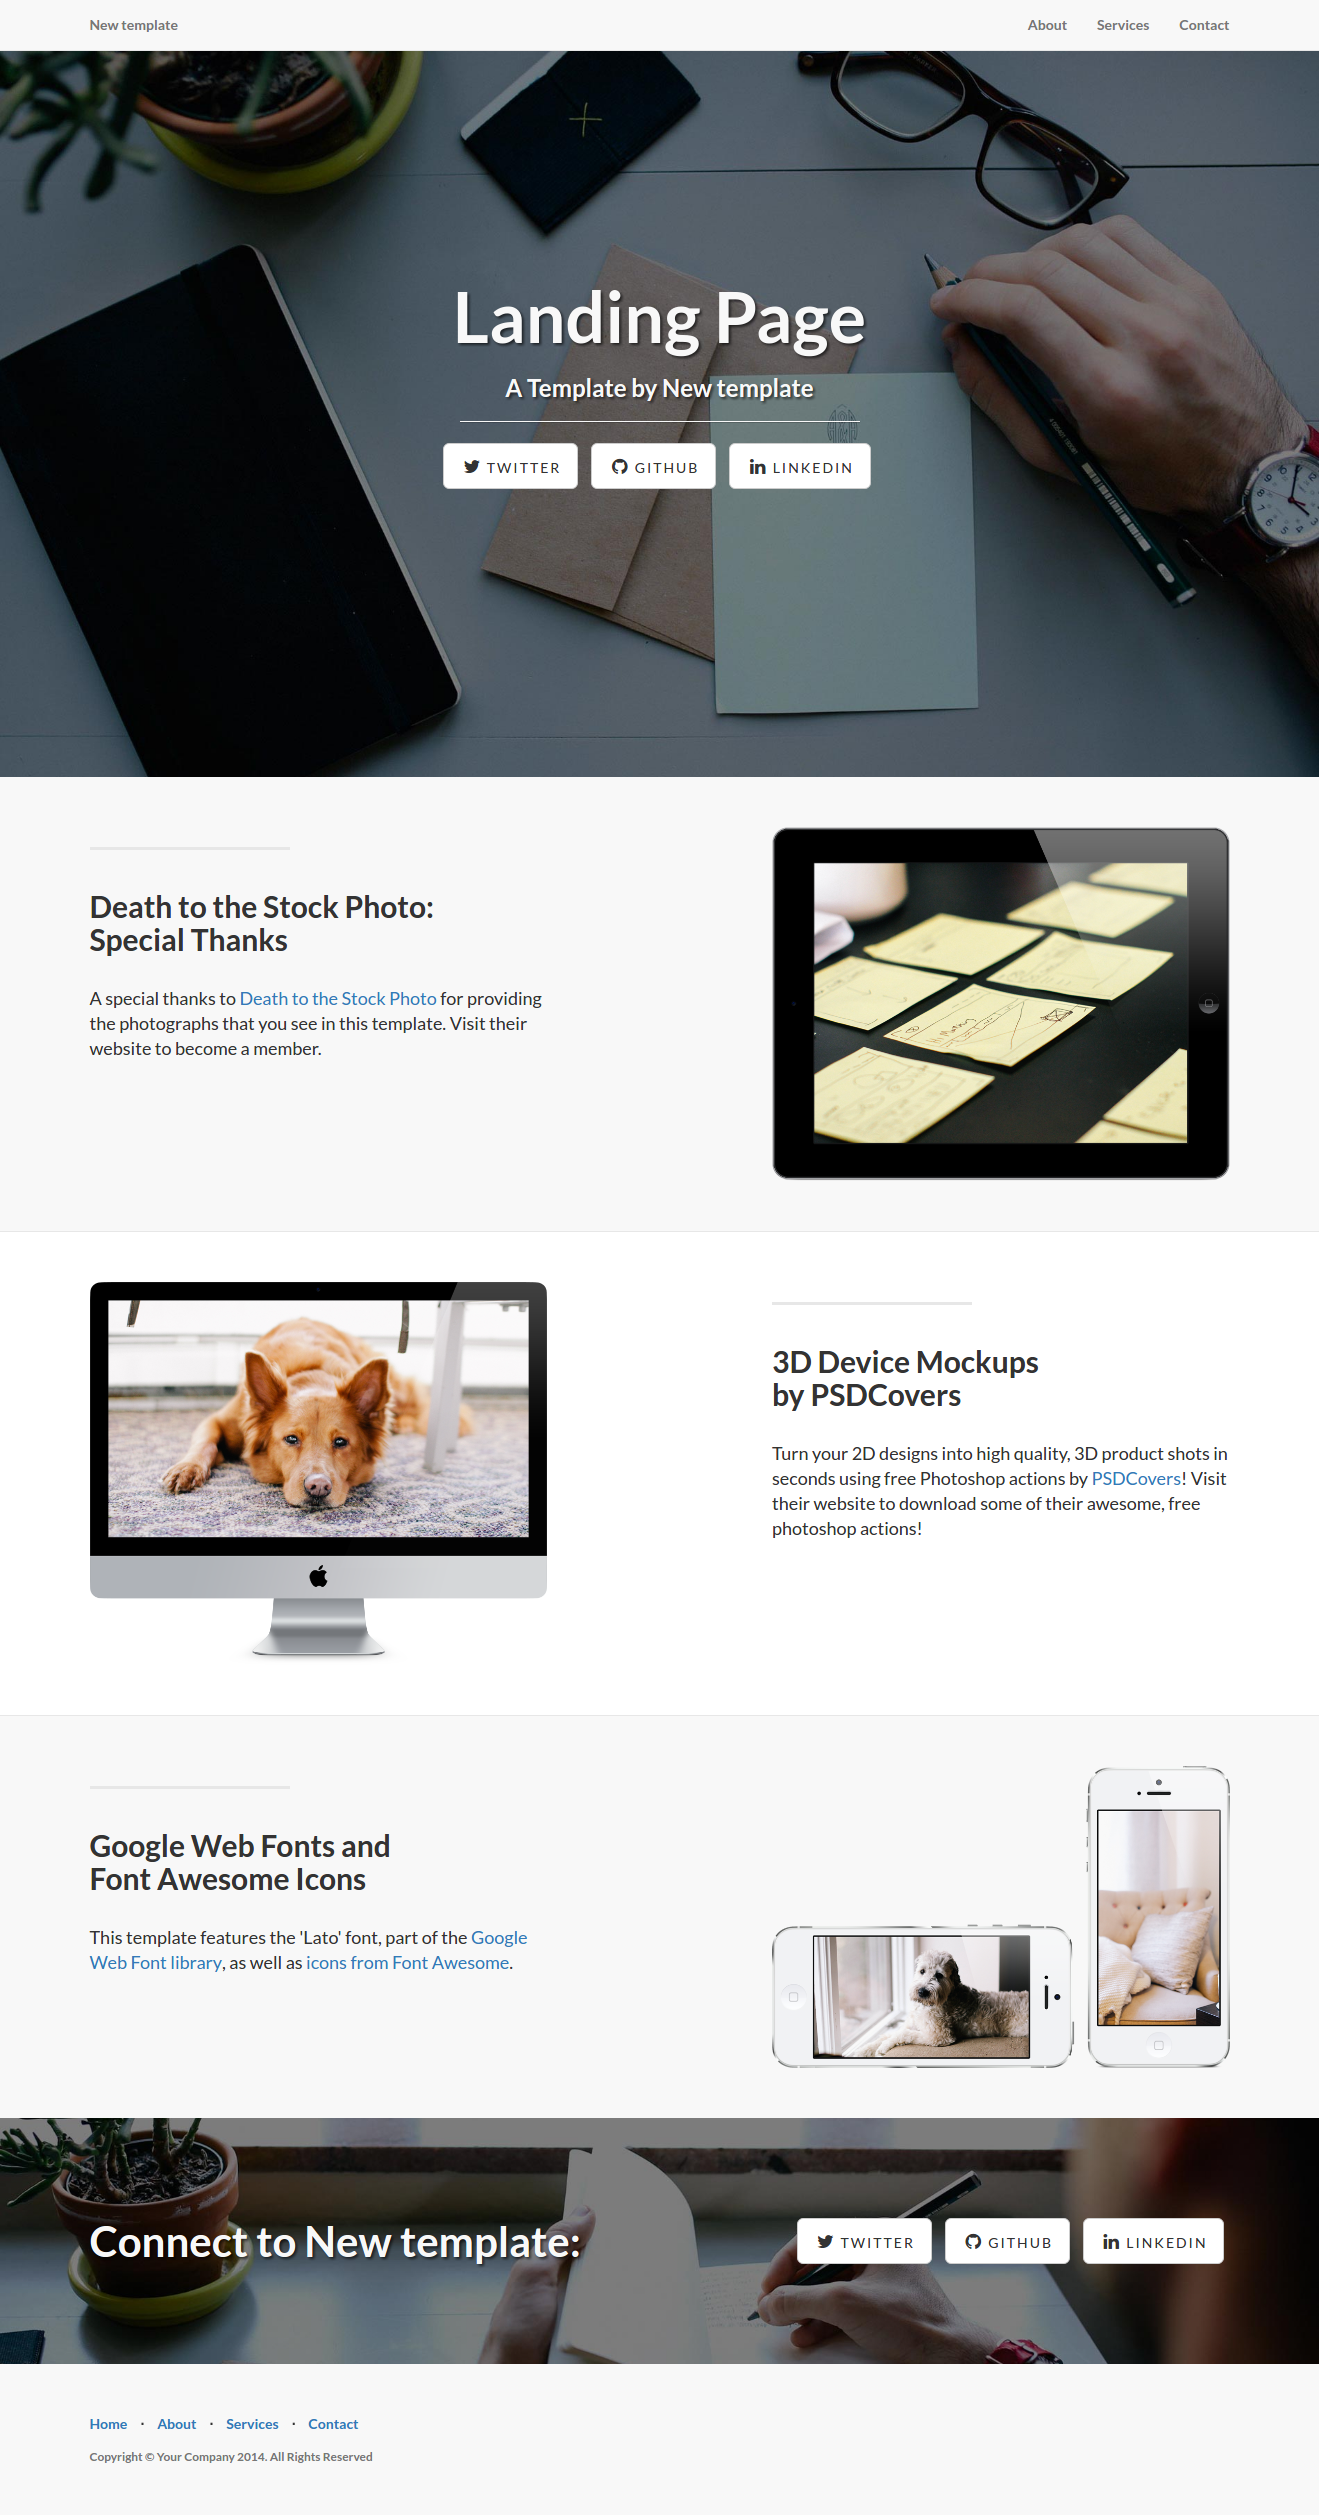 New template
About Services Contact
Landing Page
A Template by New template
TWITTER GITHUB LINKEDIN
Death to the Stock Photo:
Special Thanks
A special thanks to Death to the Stock Photo for providing
the photographs that you see in this template. Visit their
website to become a member.
3D Device Mockups
by PSDCovers
Turn your 2D designs into high quality, 3D product shots in
seconds using free Photoshop actions by PSDCovers! Visit
their website to download some of their awesome, free
photoshop actions!
Google Web Fonts and
Font Awesome Icons
This template features the 'Lato' font, part of the Google
Web Font library, as well as icons from Font Awesome.
Connect to New template:
TWITTER GITHUB LINKEDIN
Home · About · Services · Contact
Copyright © Your Company 2014. All Rights Reserved